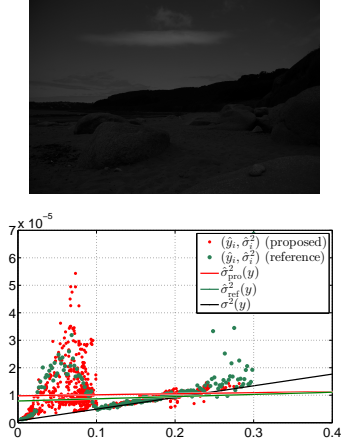 7 x 10⁻⁵
6
5
4
3
2
1
0
0 0.1 0.2 0.3 0.4
(ŷᵢ, σ̂ᵢ²) (proposed)
(ŷᵢ, σ̂ᵢ²) (reference)
σ̂²pro(y)
σ̂²ref(y)
σ²(y)